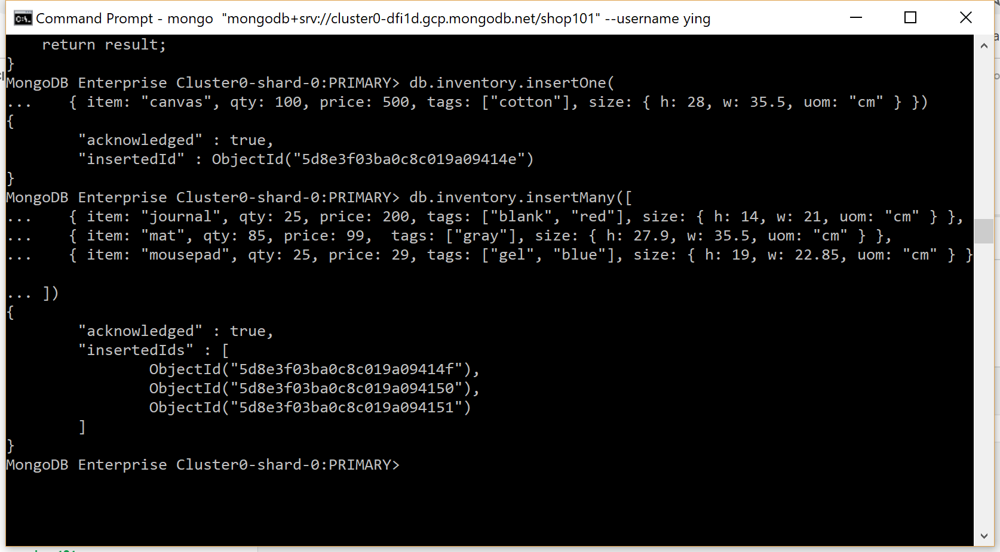 Command Prompt - mongo  "mongodb+srv://cluster0-dfi1d.gcp.mongodb.net/shop101" --username ying
    return result;
}
MongoDB Enterprise Cluster0-shard-0:PRIMARY> db.inventory.insertOne(
...    { item: "canvas", qty: 100, price: 500, tags: ["cotton"], size: { h: 28, w: 35.5, uom: "cm" } })
{
        "acknowledged" : true,
        "insertedId" : ObjectId("5d8e3f03ba0c8c019a09414e")
}
MongoDB Enterprise Cluster0-shard-0:PRIMARY> db.inventory.insertMany([
...    { item: "journal", qty: 25, price: 200, tags: ["blank", "red"], size: { h: 14, w: 21, uom: "cm" } },
...    { item: "mat", qty: 85, price: 99,  tags: ["gray"], size: { h: 27.9, w: 35.5, uom: "cm" } },
...    { item: "mousepad", qty: 25, price: 29, tags: ["gel", "blue"], size: { h: 19, w: 22.85, uom: "cm" } }
... ])
{
        "acknowledged" : true,
        "insertedIds" : [
                ObjectId("5d8e3f03ba0c8c019a09414f"),
                ObjectId("5d8e3f03ba0c8c019a094150"),
                ObjectId("5d8e3f03ba0c8c019a094151")
        ]
}
MongoDB Enterprise Cluster0-shard-0:PRIMARY>